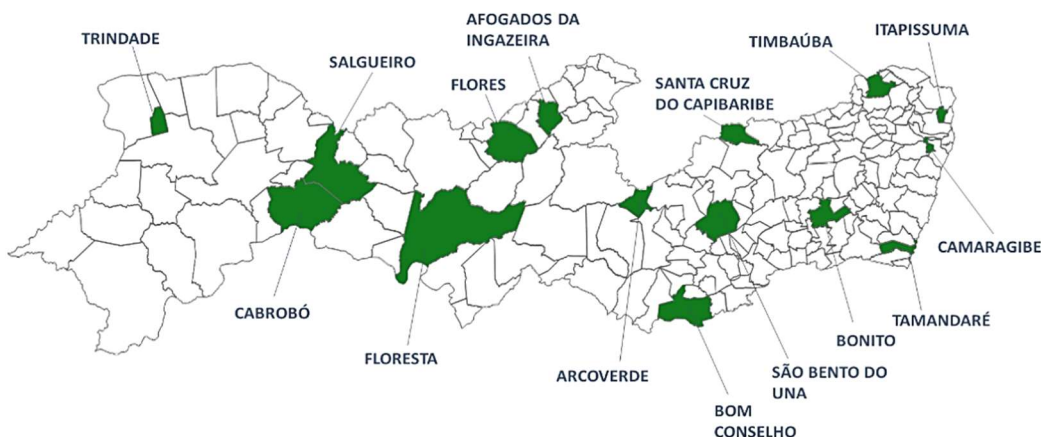 AFOGADOS DA
INGAZEIRA
TRINDADE
SALGUEIRO
FLORES
TIMBAÚBA
ITAPISSUMA
SANTA CRUZ
DO CAPIBARIBE
CAMARAGIBE
CABROBÓ
TAMANDARÉ
BONITO
FLORESTA
ARCOVERDE
SÃO BENTO DO
UNA
BOM
CONSELHO